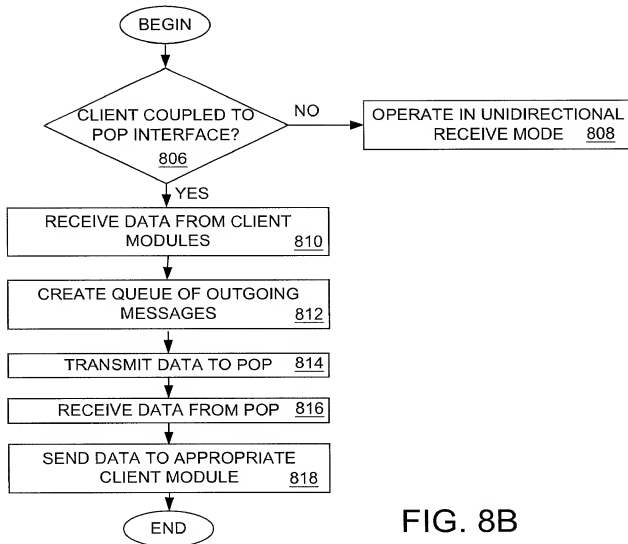 BEGIN
CLIENT COUPLED TO
POP INTERFACE?
806
NO
OPERATE IN UNIDIRECTIONAL
RECEIVE MODE 808
YES
RECEIVE DATA FROM CLIENT
MODULES 810
CREATE QUEUE OF OUTGOING
MESSAGES 812
TRANSMIT DATA TO POP 814
RECEIVE DATA FROM POP 816
SEND DATA TO APPROPRIATE
CLIENT MODULE 818
END
FIG. 8B